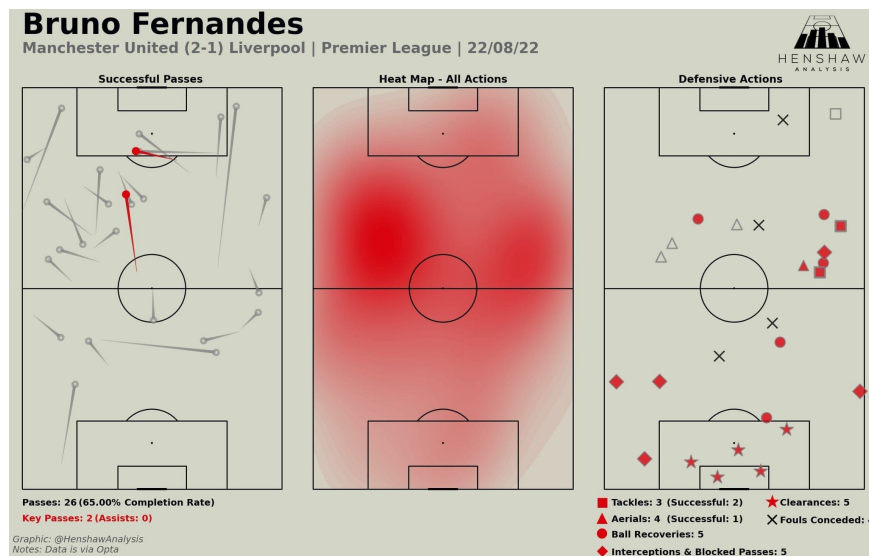 Bruno Fernandes
Manchester United (2-1) Liverpool | Premier League | 22/08/22
HENSHAW
ANALYSIS
Successful Passes
Heat Map - All Actions
Defensive Actions
Passes: 26 (65.00% Completion Rate)
Key Passes: 2 (Assists: 0)
Graphic: @HenshawAnalysis
Notes: Data is via Opta
Tackles: 3 (Successful: 2)
Clearances: 5
Aerials: 4 (Successful: 1)
Fouls Conceded:
Ball Recoveries: 5
Interceptions & Blocked Passes: 5